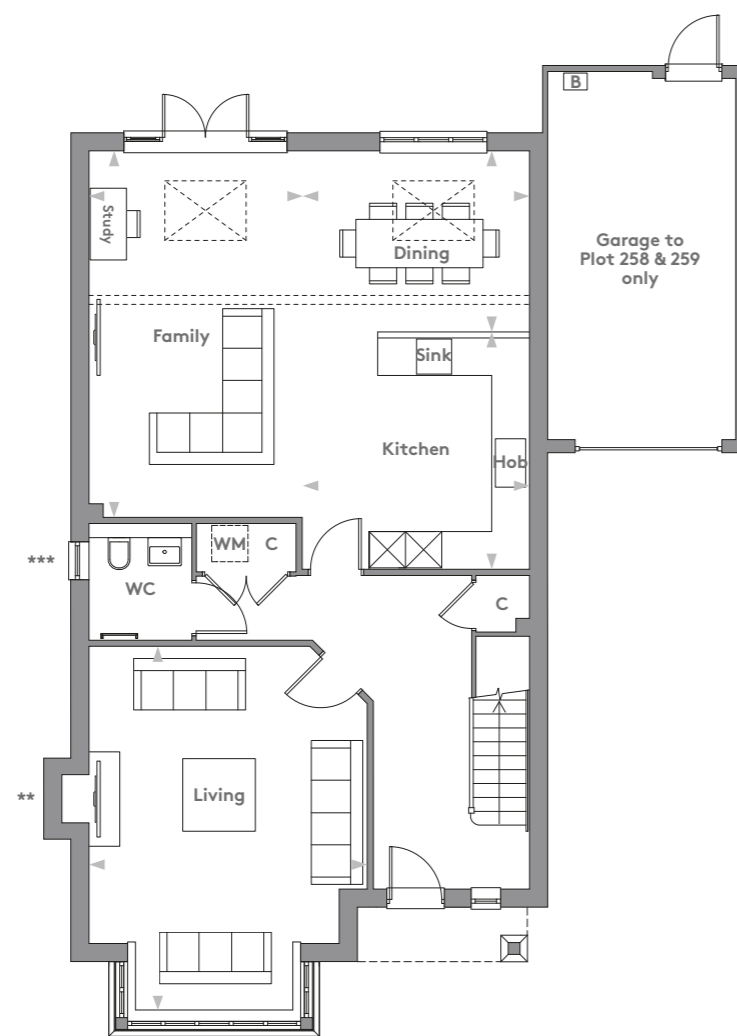 B
Garage to
Plot 258 & 259
only
Study
Dining
Family
Sink
Kitchen
Hob
***
WM
C
WC
C
**
Living